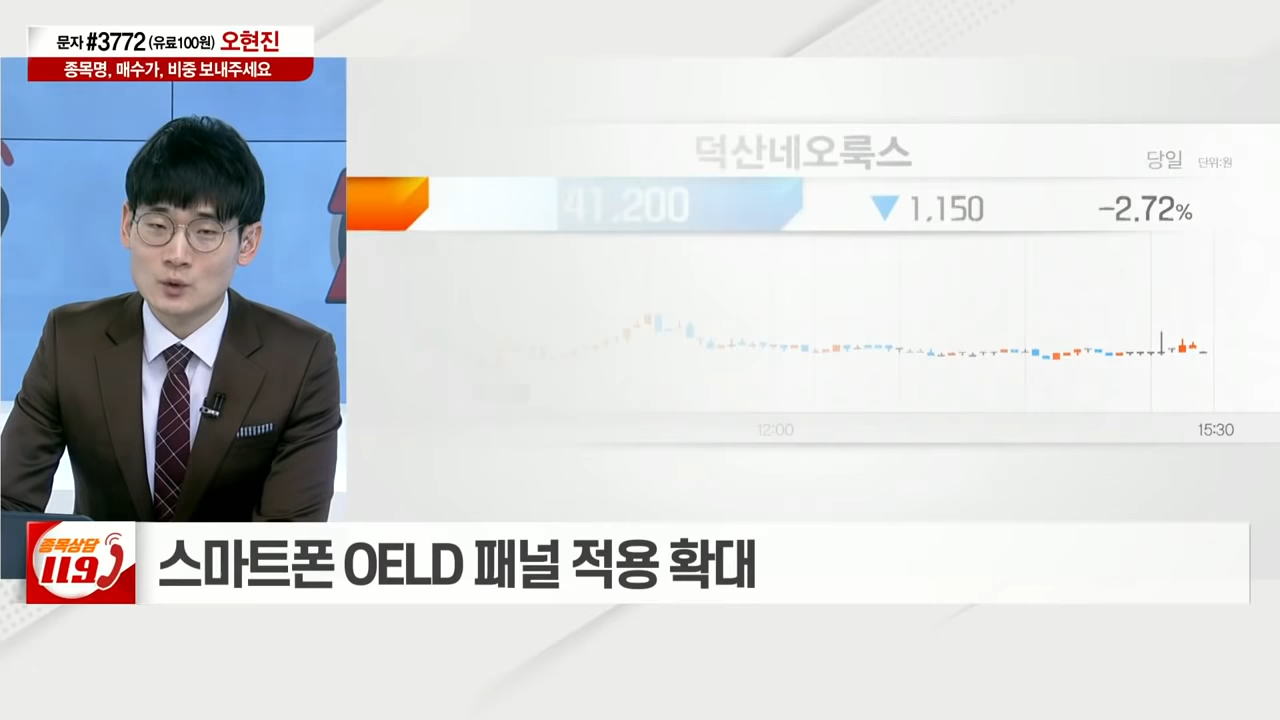 문자 #3772 (유료100원) 오현진
종목명, 매수가, 비중 보내주세요
덕산네오룩스
당일 단위:원
41,200 ▼ 1,150 -2.72%
12:00 15:30
종목상담
119
스마트폰 OELD 패널 적용 확대